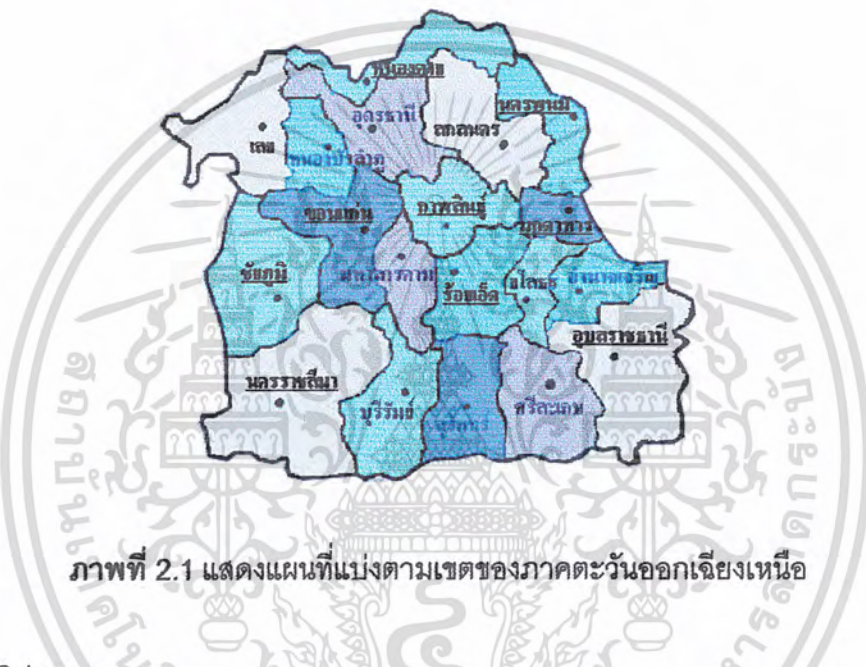 อุดรธานี
สกลนคร
นครพนม
เลย
หนองบัวลำภู
ขอนแก่น
กาฬสินธุ์
มุกดาหาร
ชัยภูมิ
มหาสารคาม
ร้อยเอ็ด
ยโสธร
อำนาจเจริญ
อุบลราชธานี
นครราชสีมา
บุรีรัมย์
สุรินทร์
ศรีสะเกษ
ภาพที่ 2.1 แสดงแผนที่แบ่งตามเขตของภาคตะวันออกเฉียงเหนือ